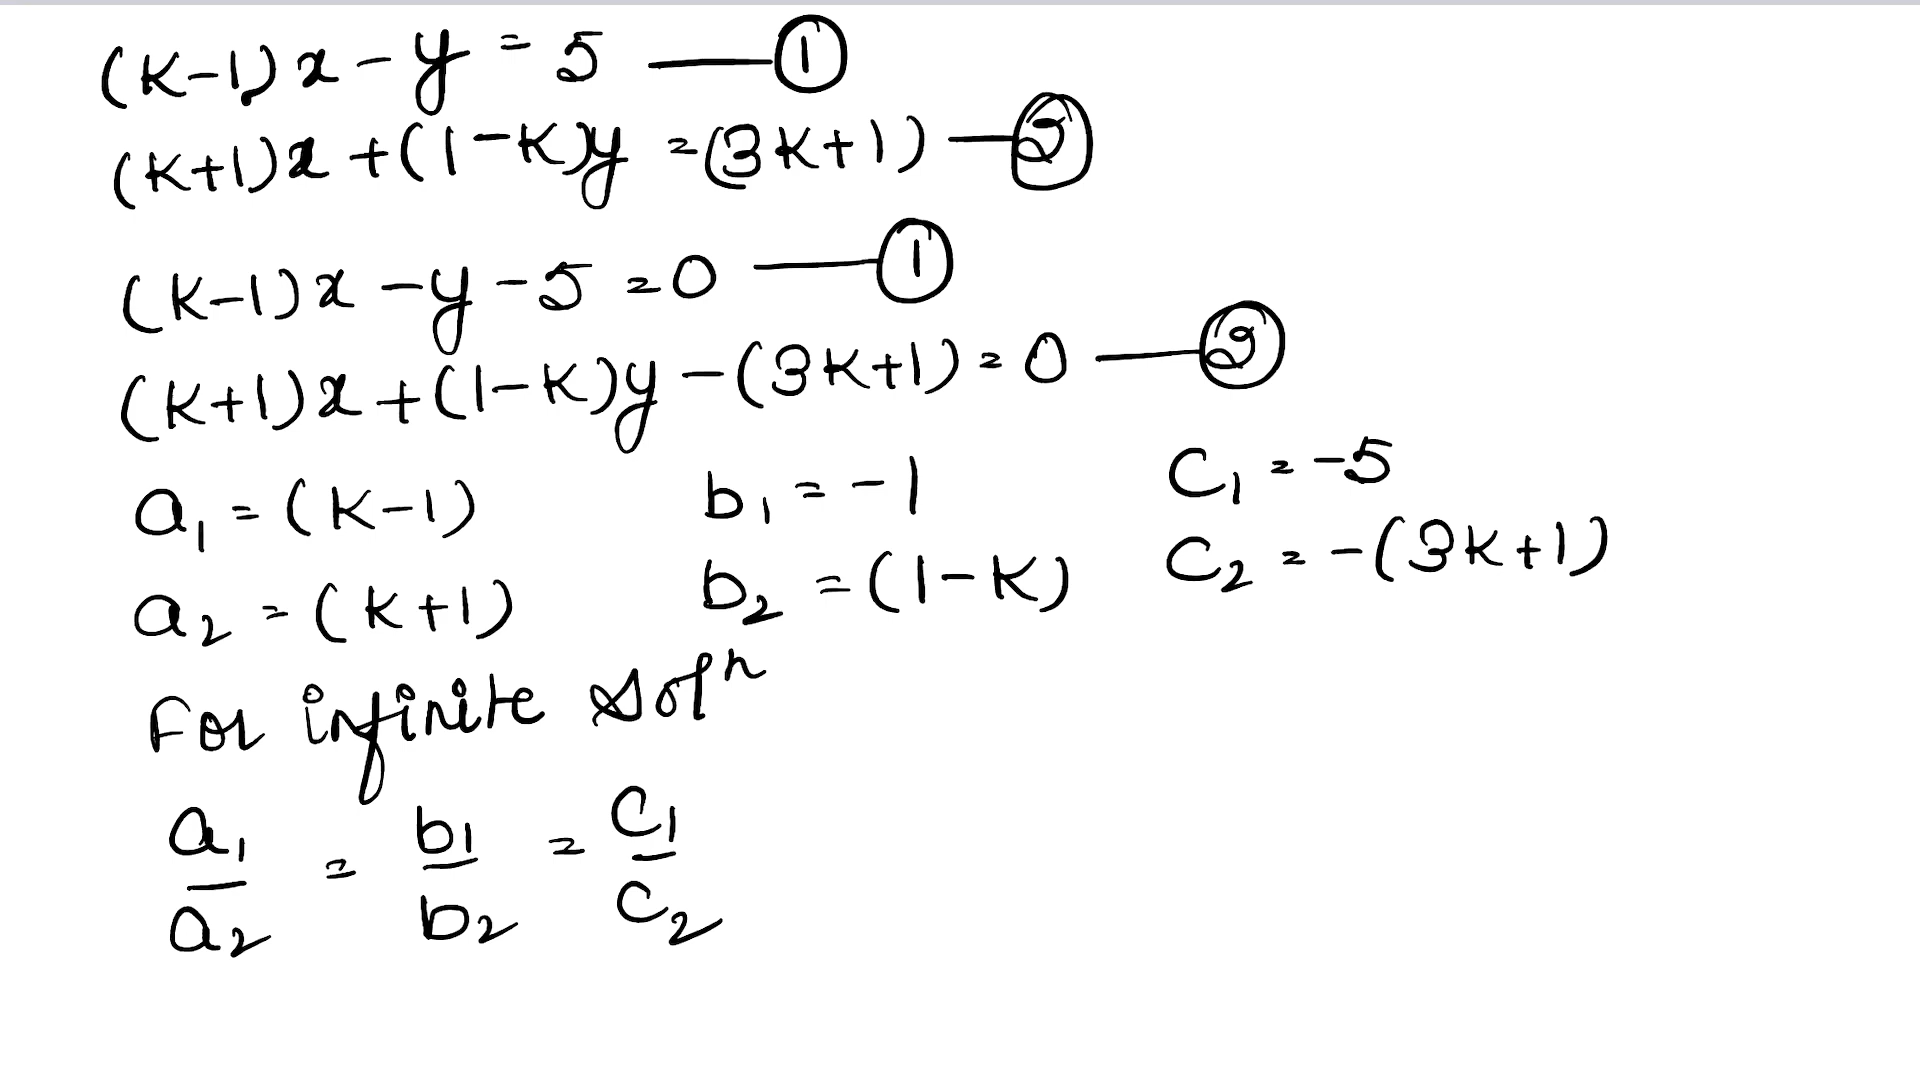 (K-1)x - y = 5 —— ①
(K+1)x + (1-K)y = (3K+1) — ②
(K-1)x - y - 5 = 0 —— ①
(K+1)x + (1-K)y - (3K+1) = 0 —— ②
a₁ = (K-1) b₁ = -1 C₁ = -5
a₂ = (K+1) b₂ = (1-K) C₂ = -(3K+1)
For infinite solⁿ
a₁/a₂ = b₁/b₂ = C₁/C₂